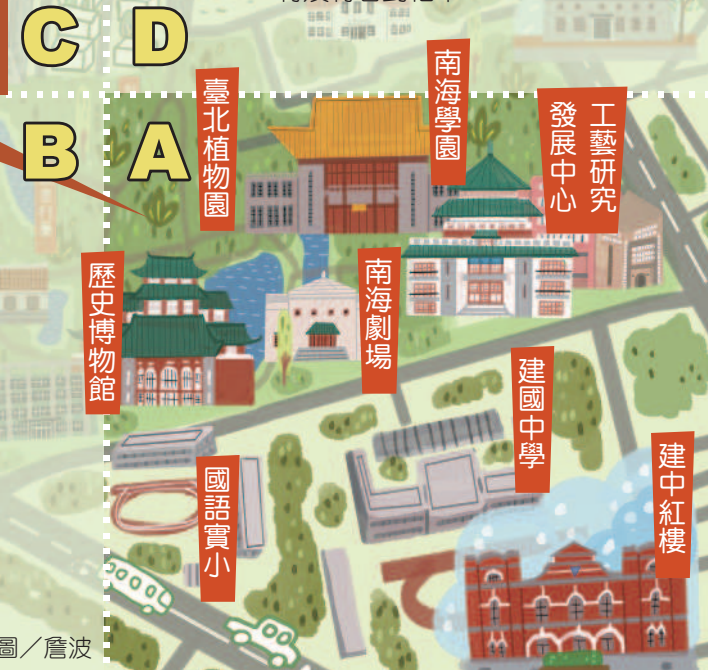 C
D
B
A
臺北植物園
南海學園
工藝研究
發展中心
歷史博物館
南海劇場
建國中學
建中紅樓
國語實小
圖／詹波